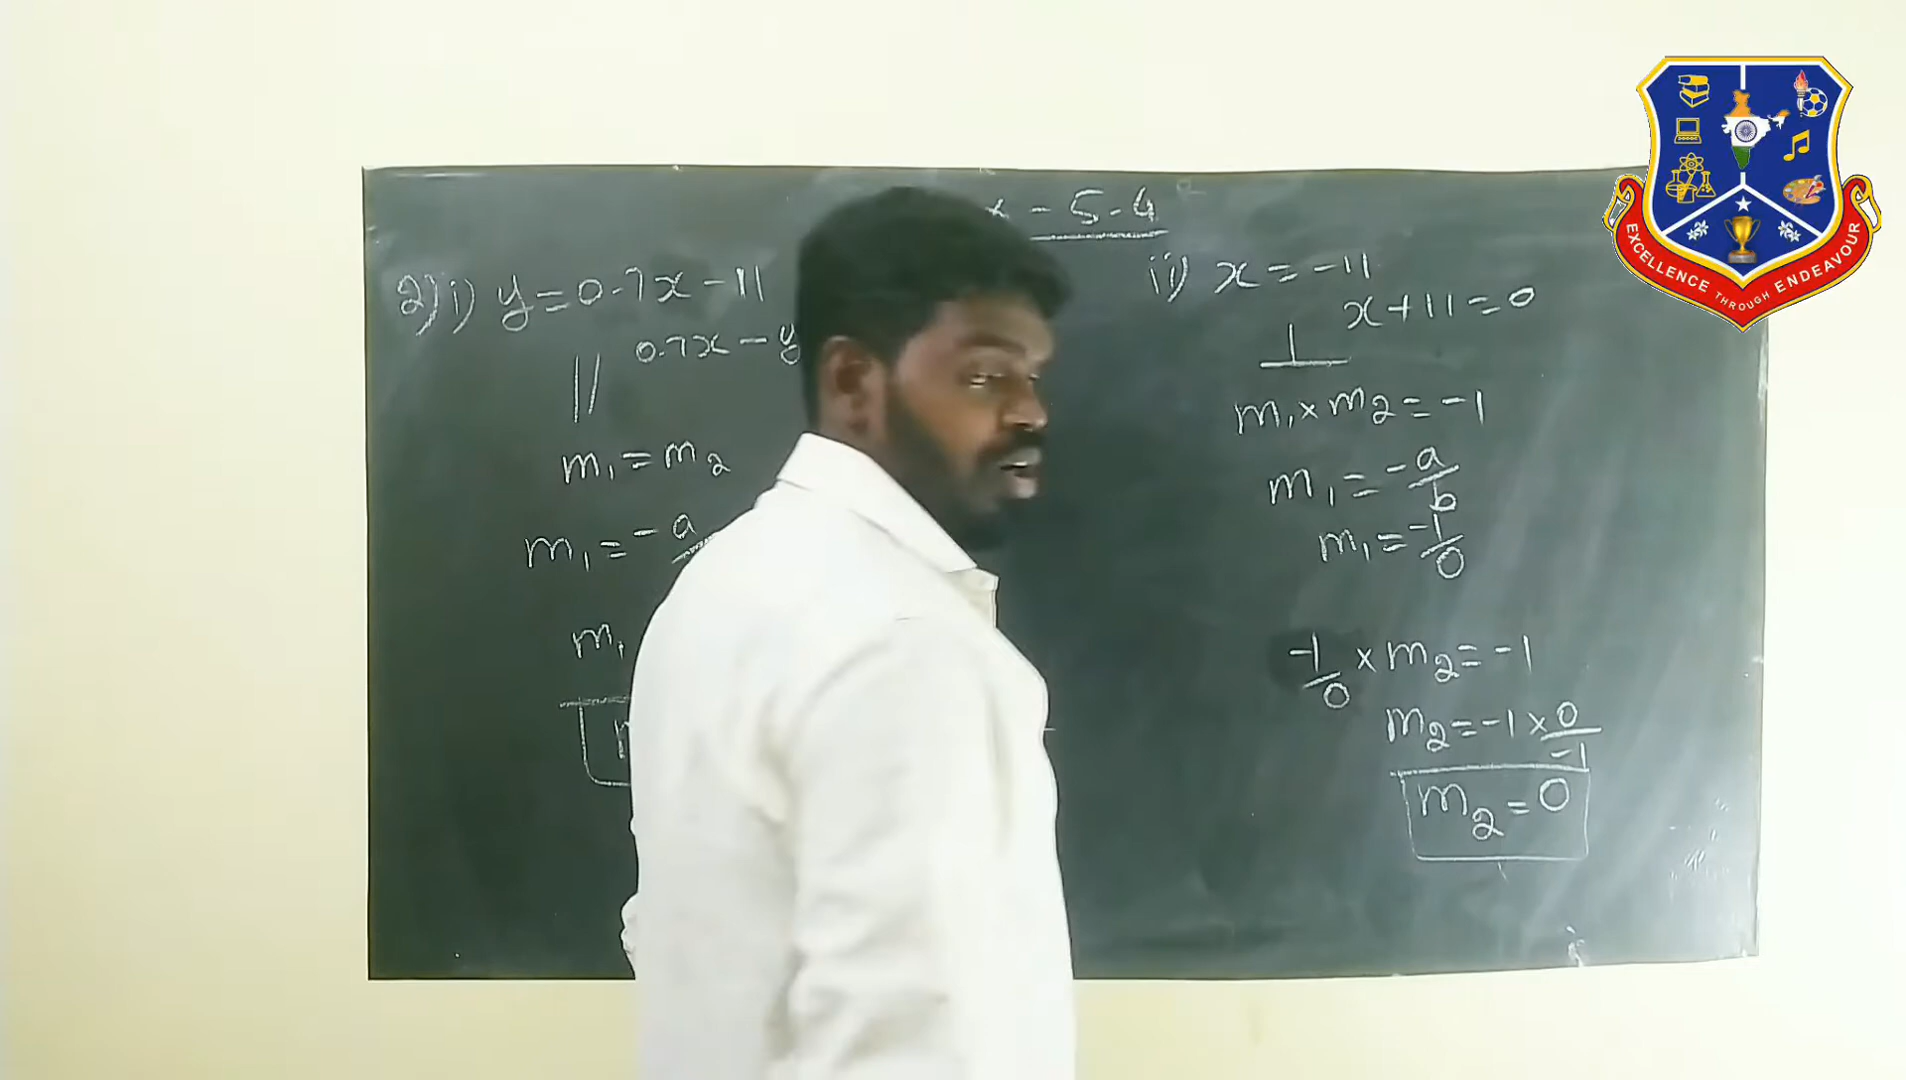 - 5.4
2) i) y = 0.7x - 11
0.7x - y
||
m₁ = m₂
m₁ = -a
m₁
ii) x = -11
x + 11 = 0
⊥
m₁ × m₂ = -1
m₁ = -a/b
m₁ = -1/0
-1/0 × m₂ = -1
m₂ = -1 × 0/-1
m₂ = 0
EXCELLENCE THROUGH ENDEAVOUR